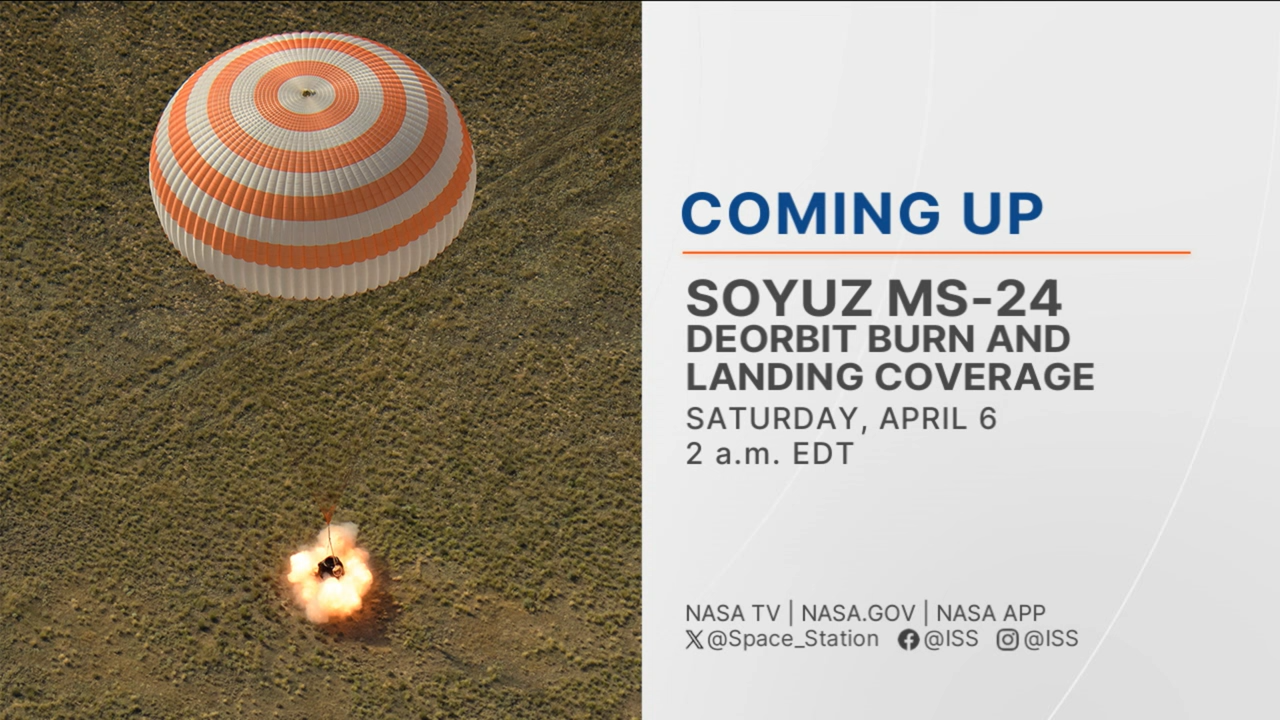 COMING UP
SOYUZ MS-24
DEORBIT BURN AND
LANDING COVERAGE
SATURDAY, APRIL 6
2 a.m. EDT
NASA TV | NASA.GOV | NASA APP
@Space_Station @ISS @ISS